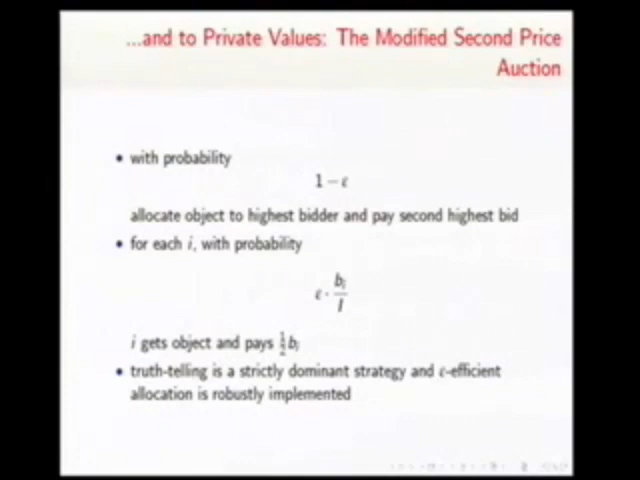 ...and to Private Values: The Modified Second Price
Auction
• with probability
1 − ε
allocate object to highest bidder and pay second highest bid
• for each i, with probability
ε · b_i / I
i gets object and pays 1/2 b_i
• truth-telling is a strictly dominant strategy and ε-efficient
allocation is robustly implemented